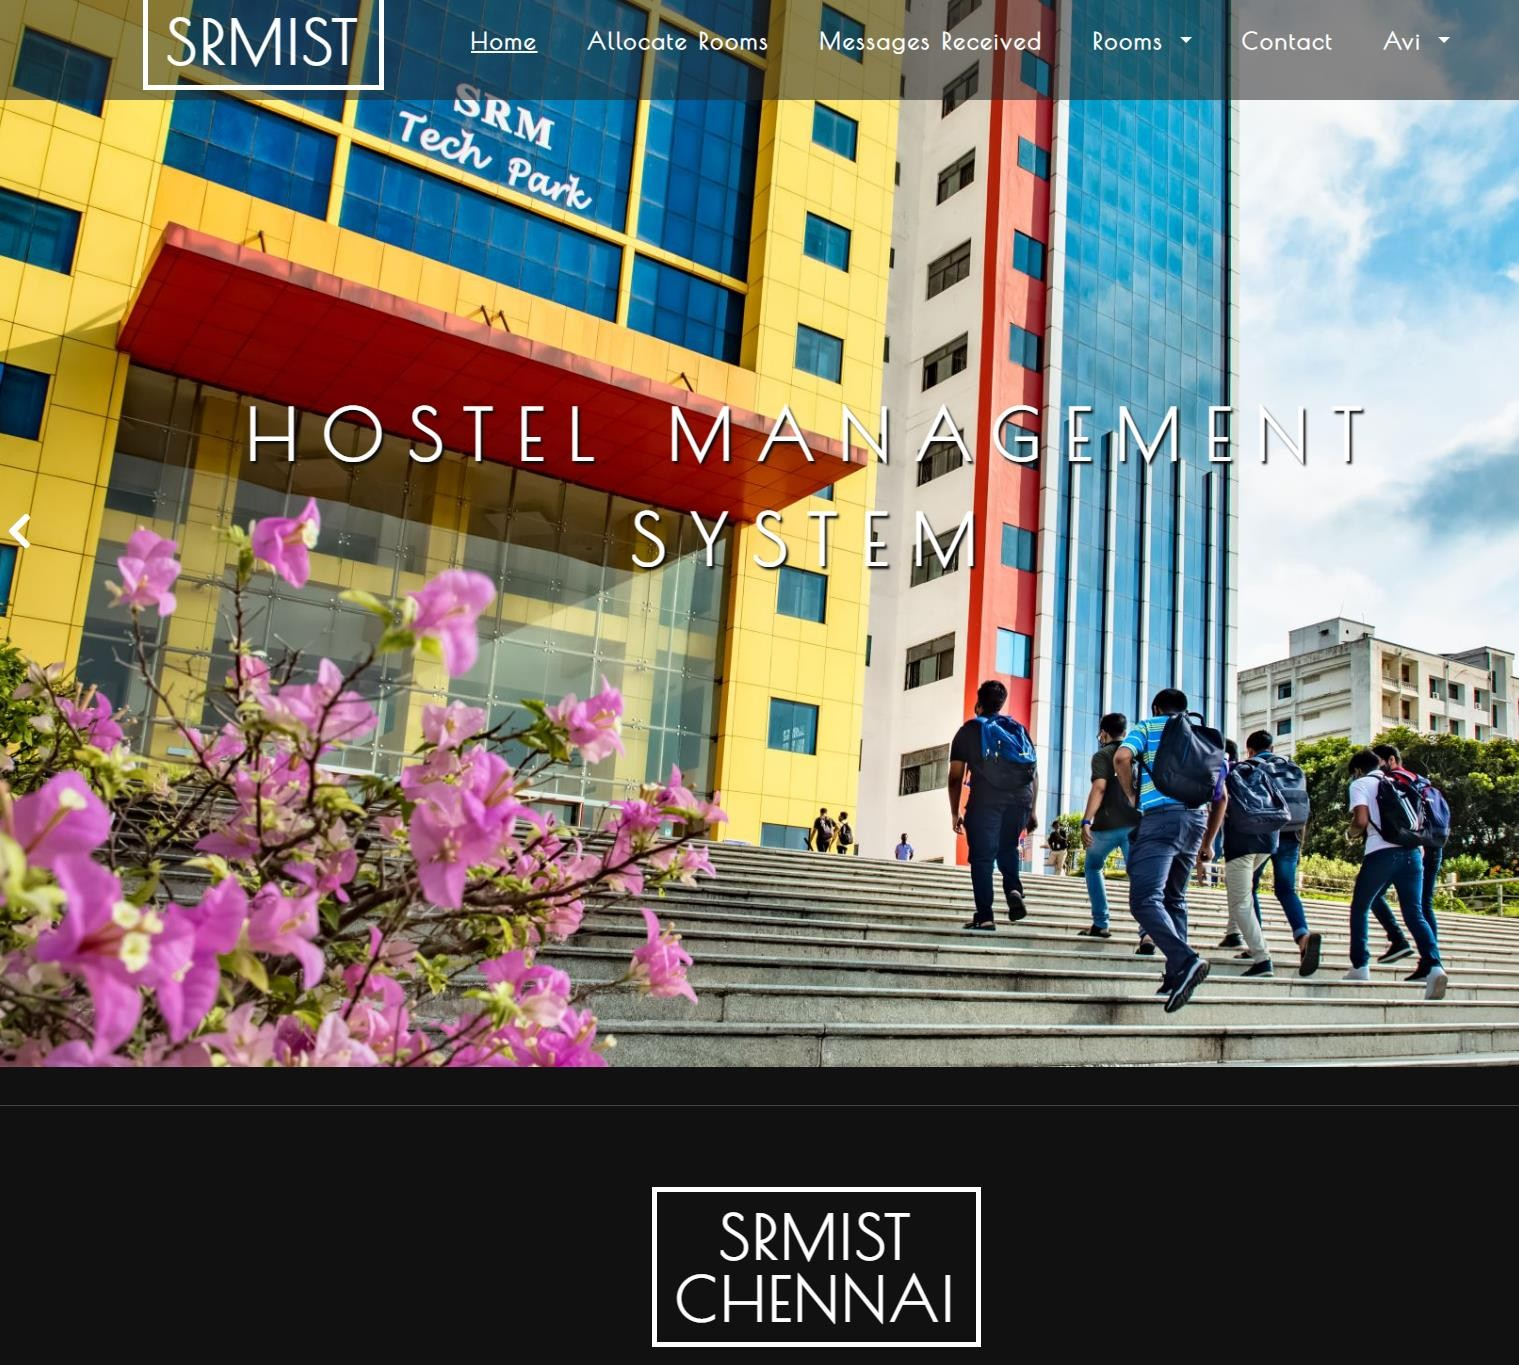 SRMIST
Home Allocate Rooms Messages Received Rooms Contact Avi
SRM
Tech Park
HOSTEL MANAGEMENT
SYSTEM
SRMIST
CHENNAI